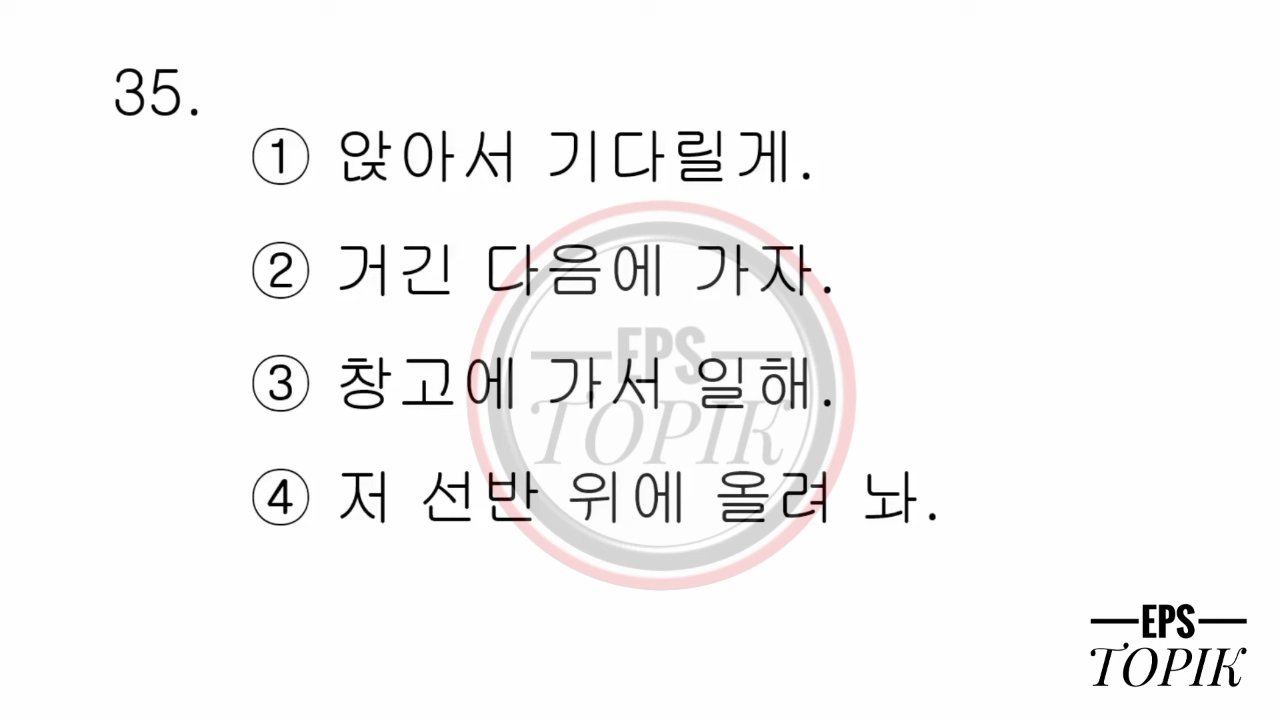 35.
① 앉아서 기다릴게.
② 거긴 다음에 가자.
③ 창고에 가서 일해.
④ 저 선반 위에 올려 놔.
EPS
TOPIK
EPS
TOPIK